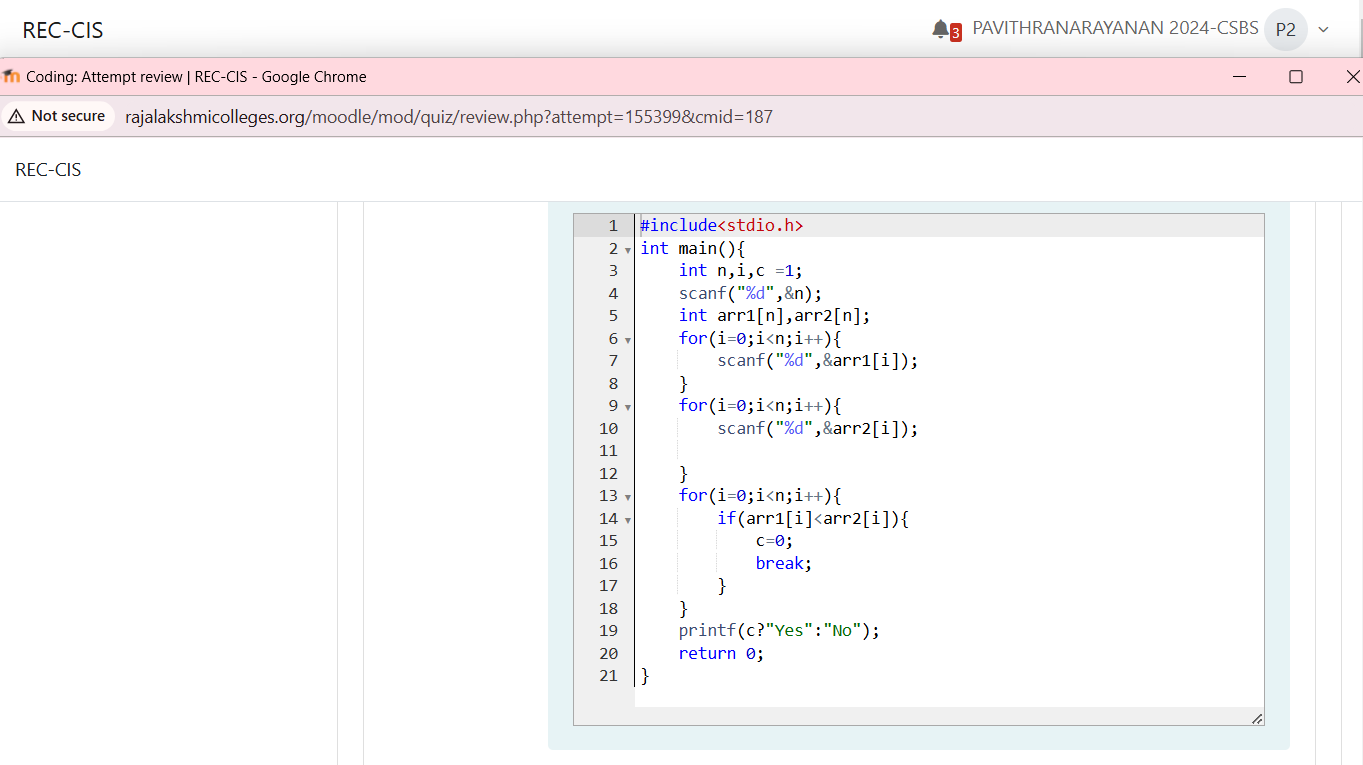 REC-CIS
3 PAVITHRANARAYANAN 2024-CSBS P2
Coding: Attempt review | REC-CIS - Google Chrome
Not secure rajalakshmicolleges.org/moodle/mod/quiz/review.php?attempt=155399&cmid=187
REC-CIS
1 #include<stdio.h>
2 int main(){
3 int n,i,c =1;
4 scanf("%d",&n);
5 int arr1[n],arr2[n];
6 for(i=0;i<n;i++){
7 scanf("%d",&arr1[i]);
8 }
9 for(i=0;i<n;i++){
10 scanf("%d",&arr2[i]);
11
12 }
13 for(i=0;i<n;i++){
14 if(arr1[i]<arr2[i]){
15 c=0;
16 break;
17 }
18 }
19 printf(c?"Yes":"No");
20 return 0;
21 }